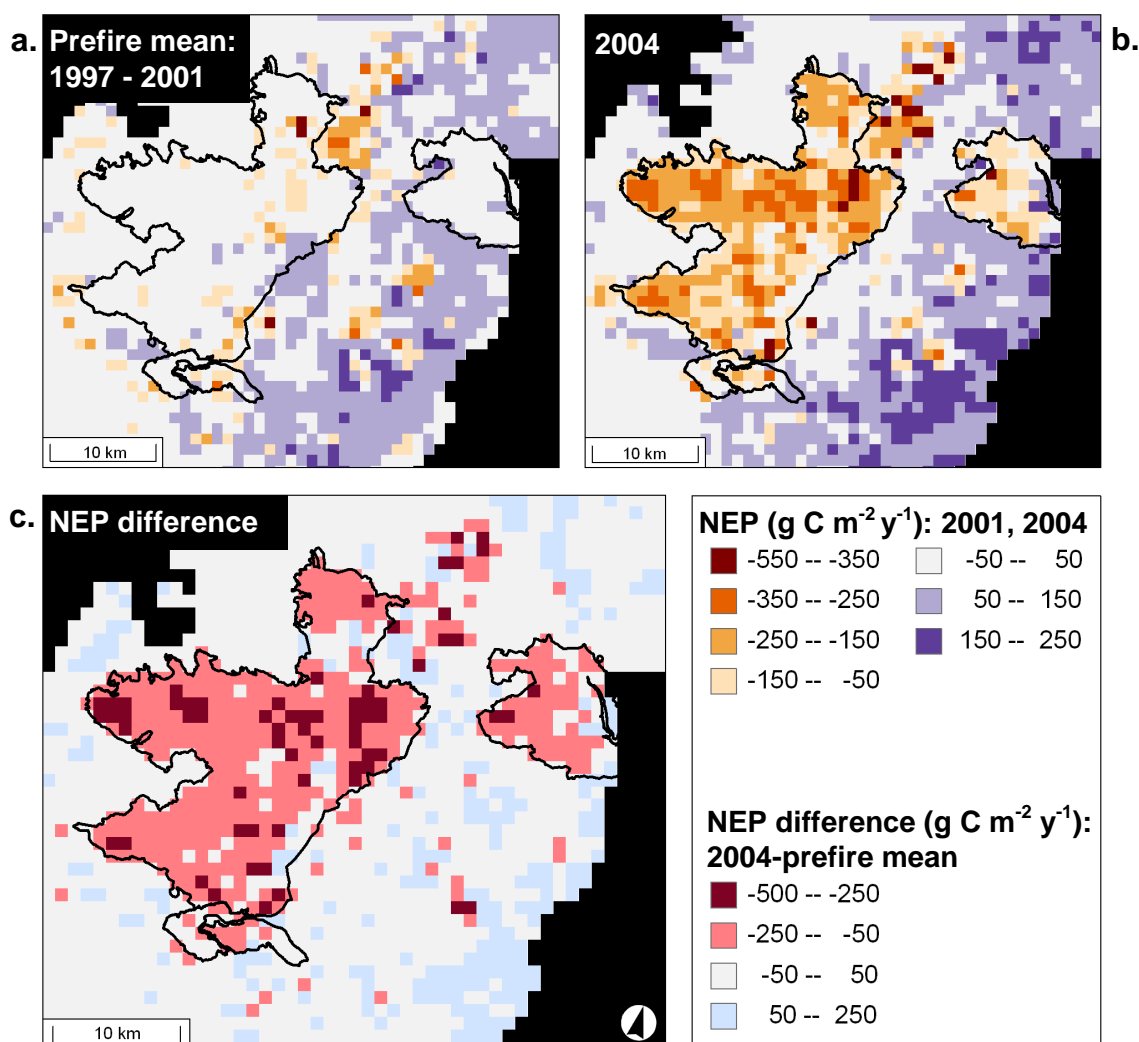 a. Prefire mean:
1997 - 2001
2004 b.
10 km
10 km
c. NEP difference
10 km
NEP (g C m⁻² y⁻¹): 2001, 2004
-550 -- -350
-350 -- -250
-250 -- -150
-150 -- -50
-50 -- 50
50 -- 150
150 -- 250
NEP difference (g C m⁻² y⁻¹):
2004-prefire mean
-500 -- -250
-250 -- -50
-50 -- 50
50 -- 250